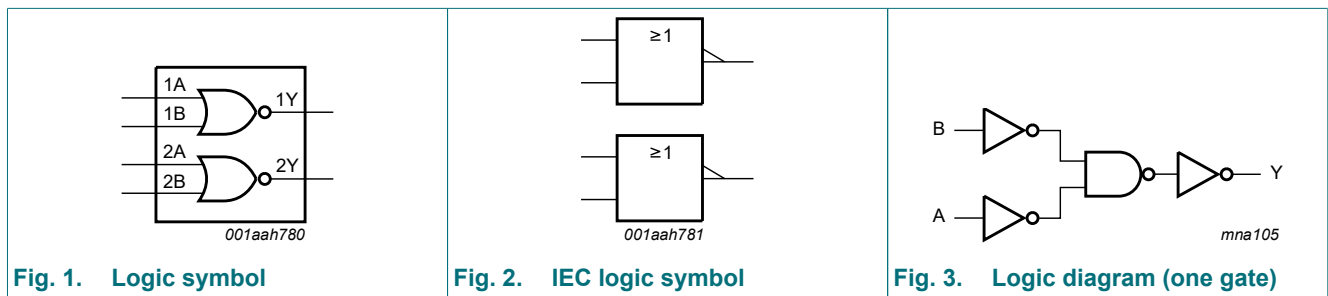 1A
1B
1Y
2A
2B
2Y
001aah780
Fig. 1. Logic symbol
≥1
≥1
001aah781
Fig. 2. IEC logic symbol
B
A
Y
mna105
Fig. 3. Logic diagram (one gate)